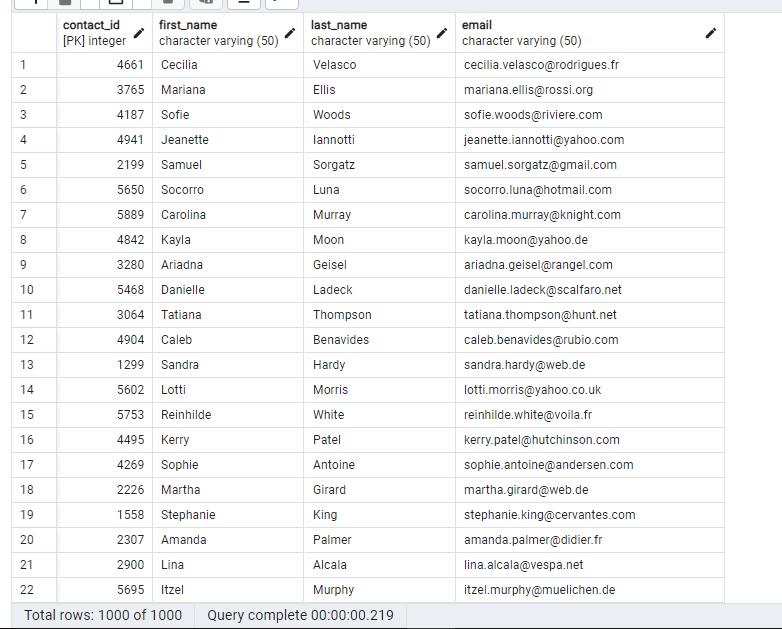 contact_id first_name last_name email
[PK] integer character varying (50) character varying (50) character varying (50)
1 4661 Cecilia Velasco cecilia.velasco@rodrigues.fr
2 3765 Mariana Ellis mariana.ellis@rossi.org
3 4187 Sofie Woods sofie.woods@riviere.com
4 4941 Jeanette Iannotti jeanette.iannotti@yahoo.com
5 2199 Samuel Sorgatz samuel.sorgatz@gmail.com
6 5650 Socorro Luna socorro.luna@hotmail.com
7 5889 Carolina Murray carolina.murray@knight.com
8 4842 Kayla Moon kayla.moon@yahoo.de
9 3280 Ariadna Geisel ariadna.geisel@rangel.com
10 5468 Danielle Ladeck danielle.ladeck@scalfaro.net
11 3064 Tatiana Thompson tatiana.thompson@hunt.net
12 4904 Caleb Benavides caleb.benavides@rubio.com
13 1299 Sandra Hardy sandra.hardy@web.de
14 5602 Lotti Morris lotti.morris@yahoo.co.uk
15 5753 Reinhilde White reinhilde.white@voila.fr
16 4495 Kerry Patel kerry.patel@hutchinson.com
17 4269 Sophie Antoine sophie.antoine@andersen.com
18 2226 Martha Girard martha.girard@web.de
19 1558 Stephanie King stephanie.king@cervantes.com
20 2307 Amanda Palmer amanda.palmer@didier.fr
21 2900 Lina Alcala lina.alcala@vespa.net
22 5695 Itzel Murphy itzel.murphy@muelichen.de
Total rows: 1000 of 1000 Query complete 00:00:00.219